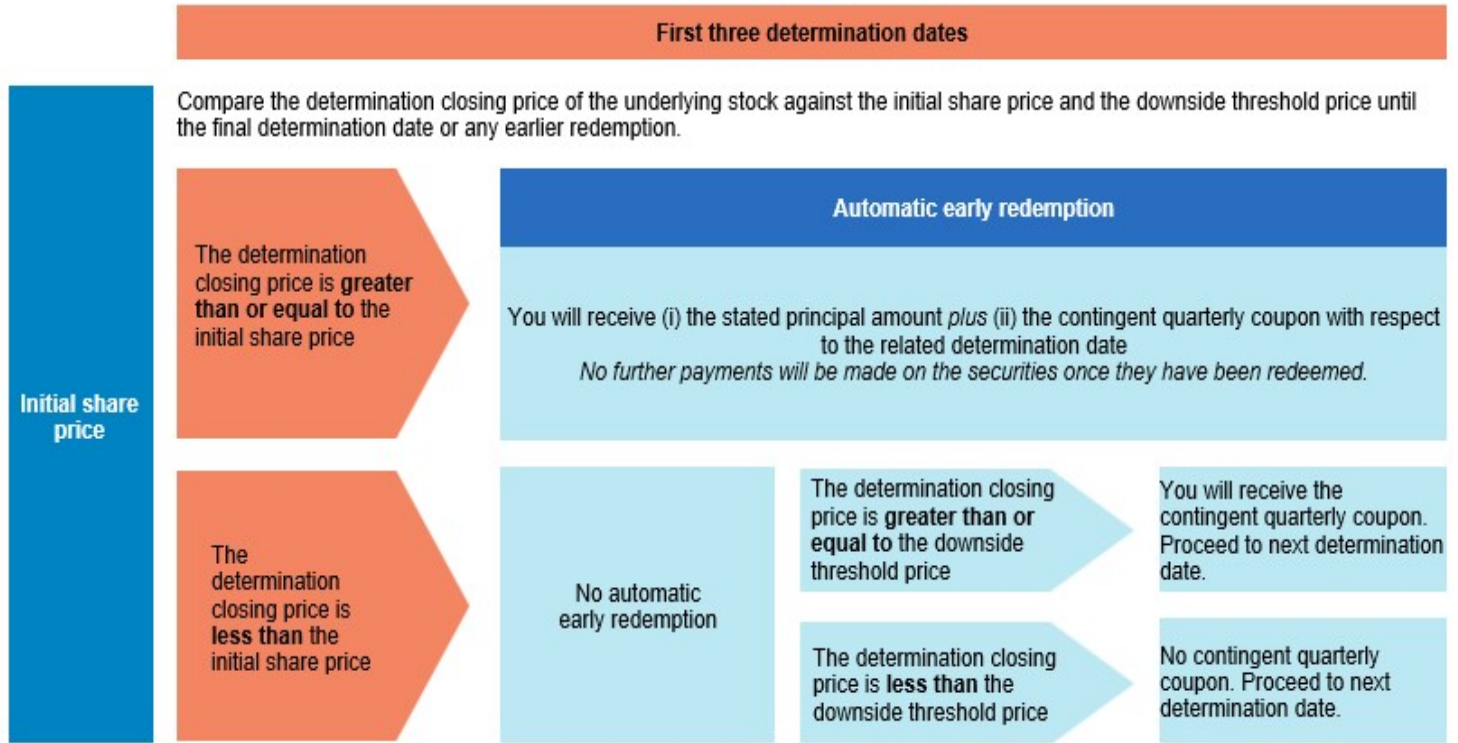 First three determination dates
Compare the determination closing price of the underlying stock against the initial share price and the downside threshold price until
the final determination date or any earlier redemption.
Initial share
price
The determination
closing price is greater
than or equal to the
initial share price
Automatic early redemption
You will receive (i) the stated principal amount plus (ii) the contingent quarterly coupon with respect
to the related determination date
No further payments will be made on the securities once they have been redeemed.
The
determination
closing price is
less than the
initial share price
No automatic
early redemption
The determination closing
price is greater than or
equal to the downside
threshold price
You will receive the
contingent quarterly coupon.
Proceed to next determination
date.
The determination closing
price is less than the
downside threshold price
No contingent quarterly
coupon. Proceed to next
determination date.